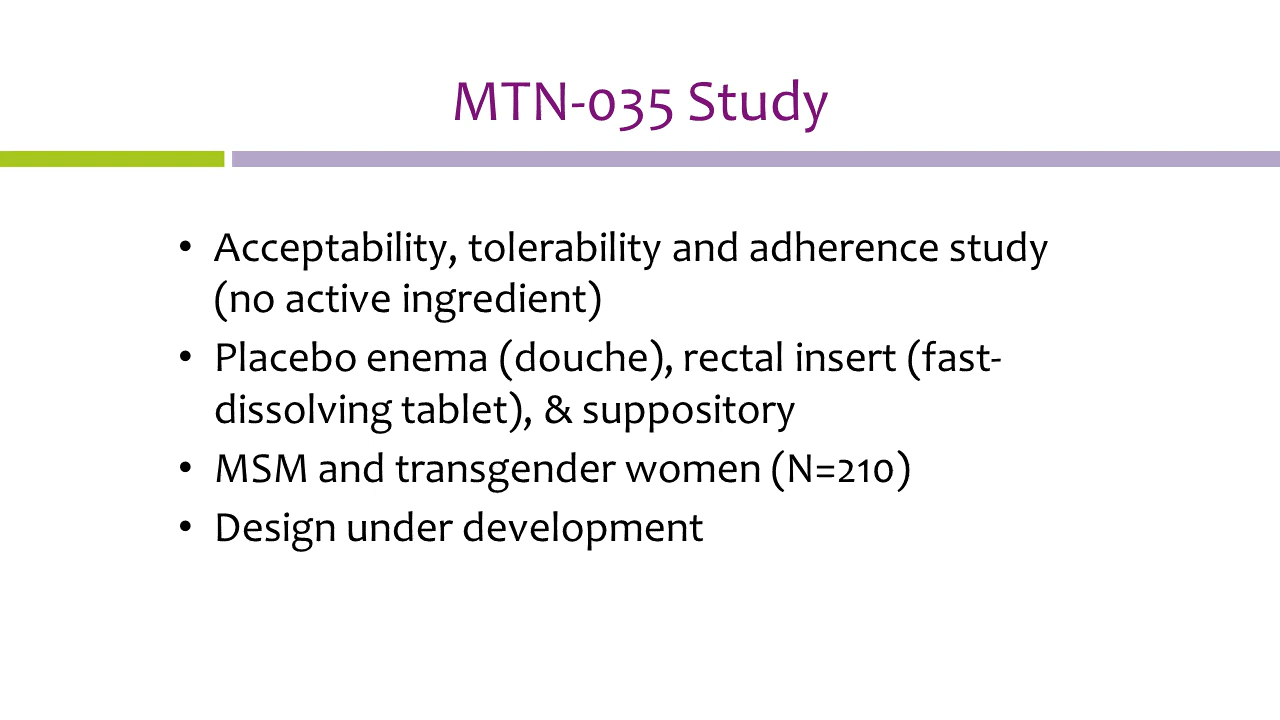 MTN-035 Study
• Acceptability, tolerability and adherence study
(no active ingredient)
• Placebo enema (douche), rectal insert (fast-
dissolving tablet), & suppository
• MSM and transgender women (N=210)
• Design under development